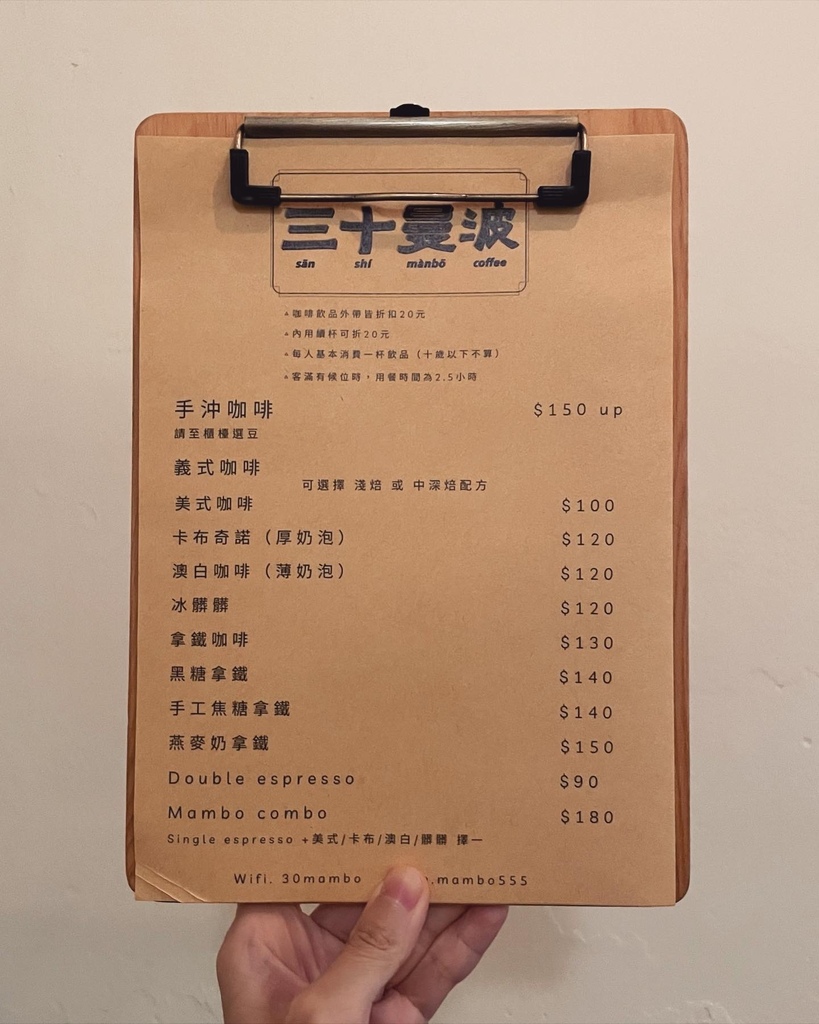 三十曼波
sān shí mànbō coffee
▵咖啡飲品外帶皆折扣20元
▵內用續杯可折20元
▵每人基本消費一杯飲品（十歲以下不算）
▵客滿有候位時，用餐時間為2.5小時
手沖咖啡 $150 up
請至櫃檯選豆
義式咖啡
可選擇 淺焙 或 中深焙配方
美式咖啡 $100
卡布奇諾（厚奶泡） $120
澳白咖啡（薄奶泡） $120
冰髒髒 $120
拿鐵咖啡 $130
黑糖拿鐵 $140
手工焦糖拿鐵 $140
燕麥奶拿鐵 $150
Double espresso $90
Mambo combo $180
Single espresso +美式/卡布/澳白/髒髒 擇一
Wifi. 30mambo .mambo555